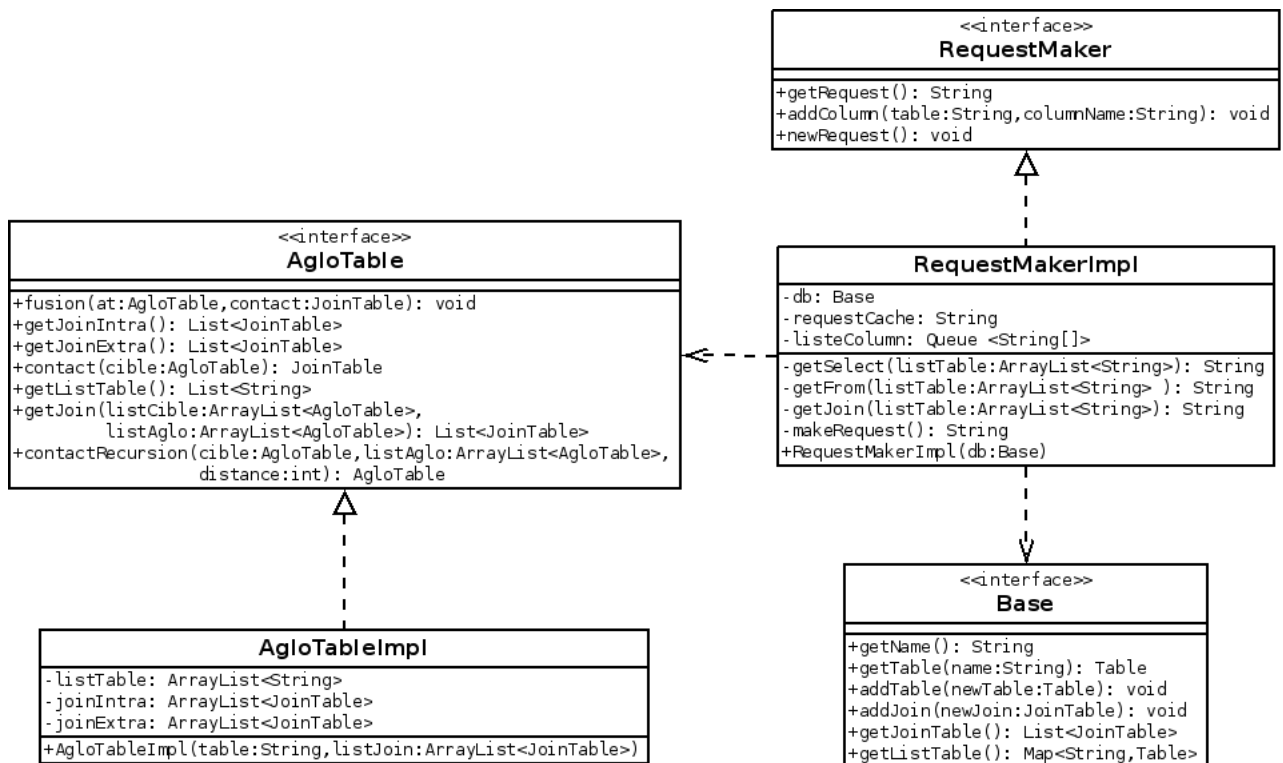 <<interface>>
RequestMaker
+getRequest(): String
+addColumn(table:String,columnName:String): void
+newRequest(): void
<<interface>>
AgloTable
+fusion(at:AgloTable,contact:JoinTable): void
+getJoinIntra(): List<JoinTable>
+getJoinExtra(): List<JoinTable>
+contact(cible:AgloTable): JoinTable
+getListTable(): List<String>
+getJoin(listCible:ArrayList<AgloTable>,
listAglo:ArrayList<AgloTable>): List<JoinTable>
+contactRecursion(cible:AgloTable,listAglo:ArrayList<AgloTable>,
distance:int): AgloTable
RequestMakerImpl
-db: Base
-requestCache: String
-listeColumn: Queue <String[]>
-getSelect(listTable:ArrayList<String>): String
-getFrom(listTable:ArrayList<String> ): String
-getJoin(listTable:ArrayList<String>): String
-makeRequest(): String
+RequestMakerImpl(db:Base)
AgloTableImpl
-listTable: ArrayList<String>
-joinIntra: ArrayList<JoinTable>
-joinExtra: ArrayList<JoinTable>
+AgloTableImpl(table:String,listJoin:ArrayList<JoinTable>)
<<interface>>
Base
+getName(): String
+getTable(name:String): Table
+addTable(newTable:Table): void
+addJoin(newJoin:JoinTable): void
+getJoinTable(): List<JoinTable>
+getListTable(): Map<String,Table>